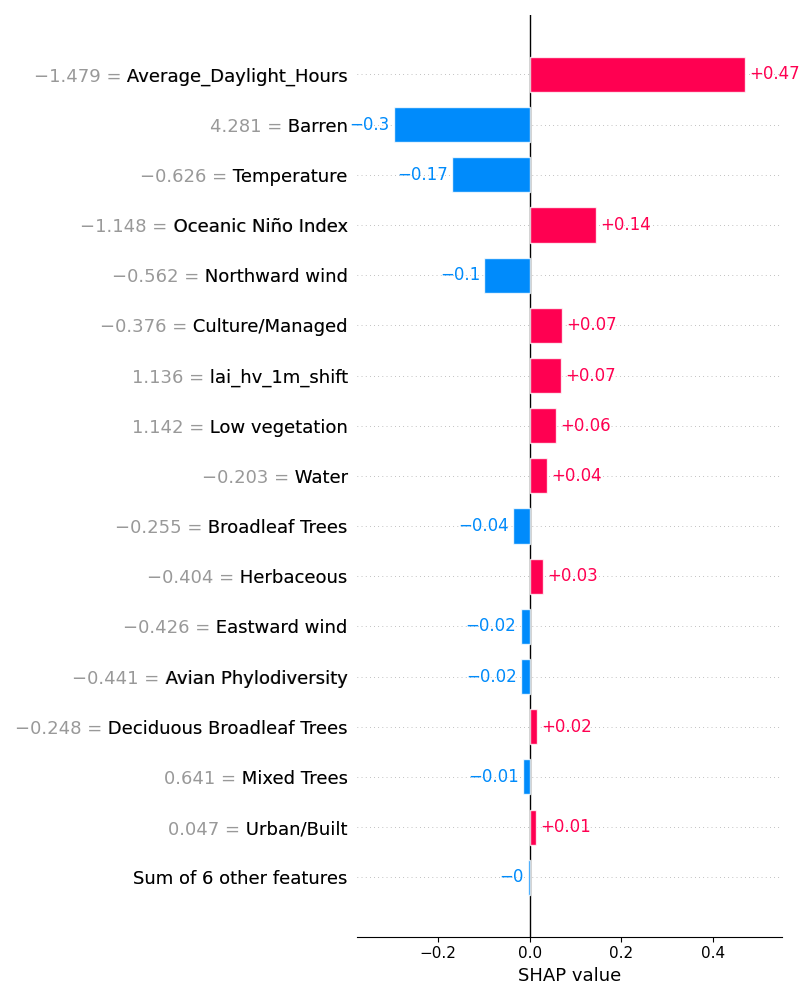 −1.479 = Average_Daylight_Hours +0.47
4.281 = Barren −0.3
−0.626 = Temperature −0.17
−1.148 = Oceanic Niño Index +0.14
−0.562 = Northward wind −0.1
−0.376 = Culture/Managed +0.07
1.136 = lai_hv_1m_shift +0.07
1.142 = Low vegetation +0.06
−0.203 = Water +0.04
−0.255 = Broadleaf Trees −0.04
−0.404 = Herbaceous +0.03
−0.426 = Eastward wind −0.02
−0.441 = Avian Phylodiversity −0.02
−0.248 = Deciduous Broadleaf Trees +0.02
0.641 = Mixed Trees −0.01
0.047 = Urban/Built +0.01
Sum of 6 other features −0
−0.2 0.0 0.2 0.4
SHAP value